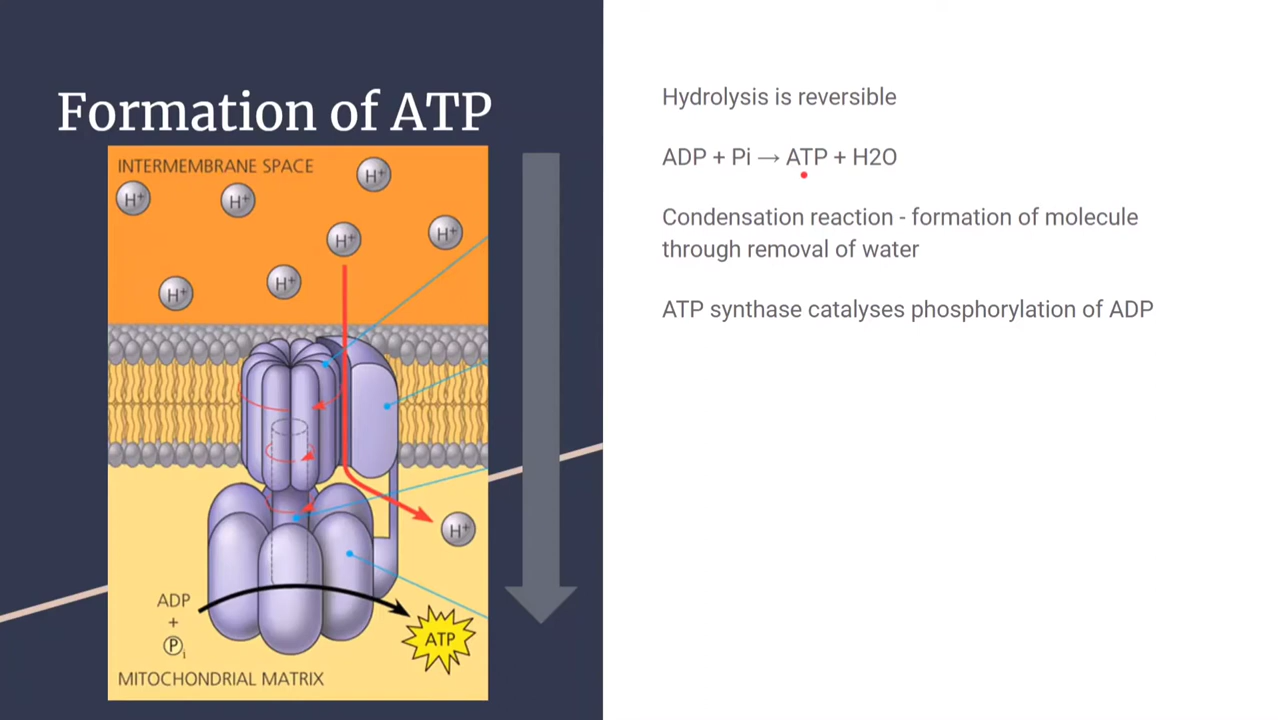 Formation of ATP
INTERMEMBRANE SPACE
H+
H+
H+
H+
H+
H+
H+
H+
ADP
+
Pi
ATP
MITOCHONDRIAL MATRIX
Hydrolysis is reversible
ADP + Pi → ATP + H2O
Condensation reaction - formation of molecule
through removal of water
ATP synthase catalyses phosphorylation of ADP